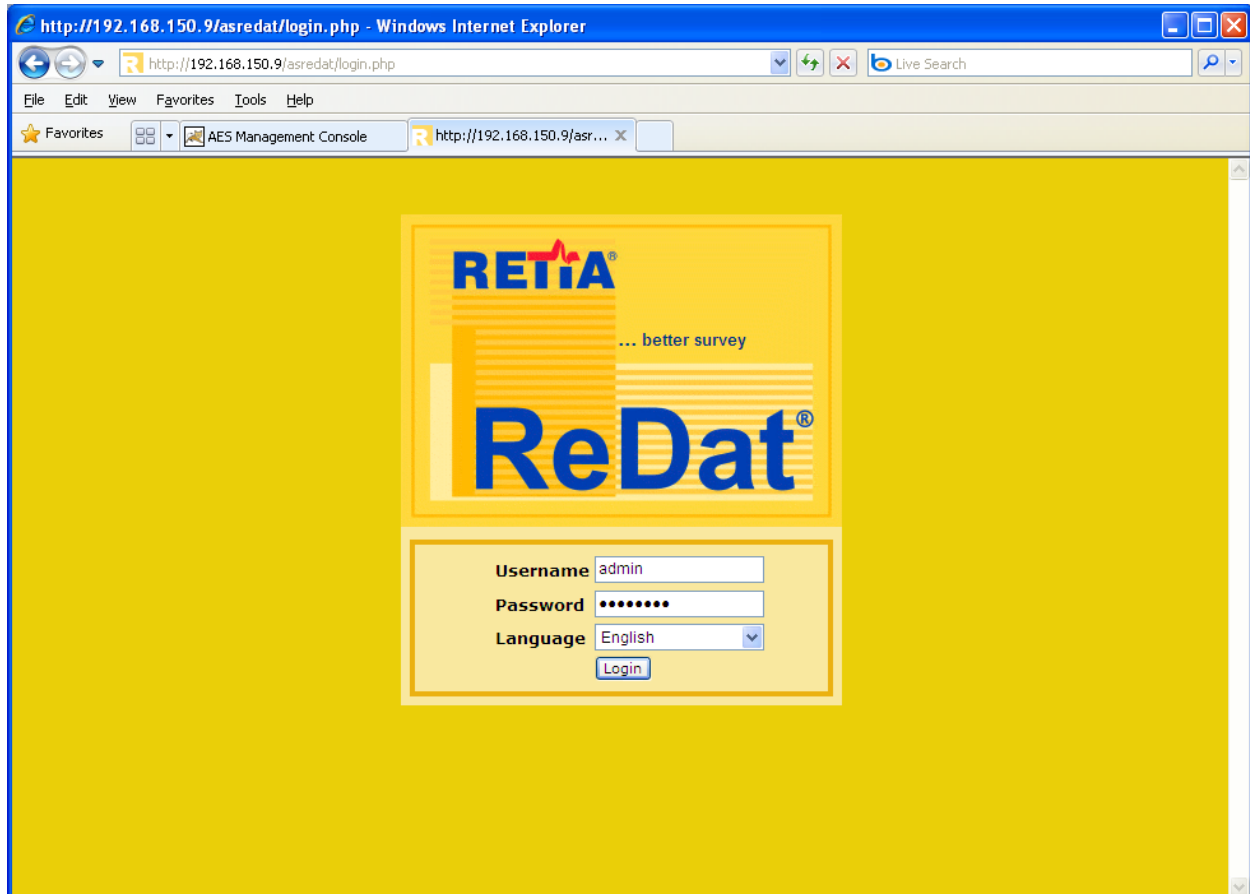 http://192.168.150.9/asredat/login.php - Windows Internet Explorer
http://192.168.150.9/asredat/login.php
Live Search
File Edit View Favorites Tools Help
Favorites
AES Management Console
http://192.168.150.9/asr...
RETIA®
... better survey
ReDat®
Username admin
Password ••••••••
Language English
Login